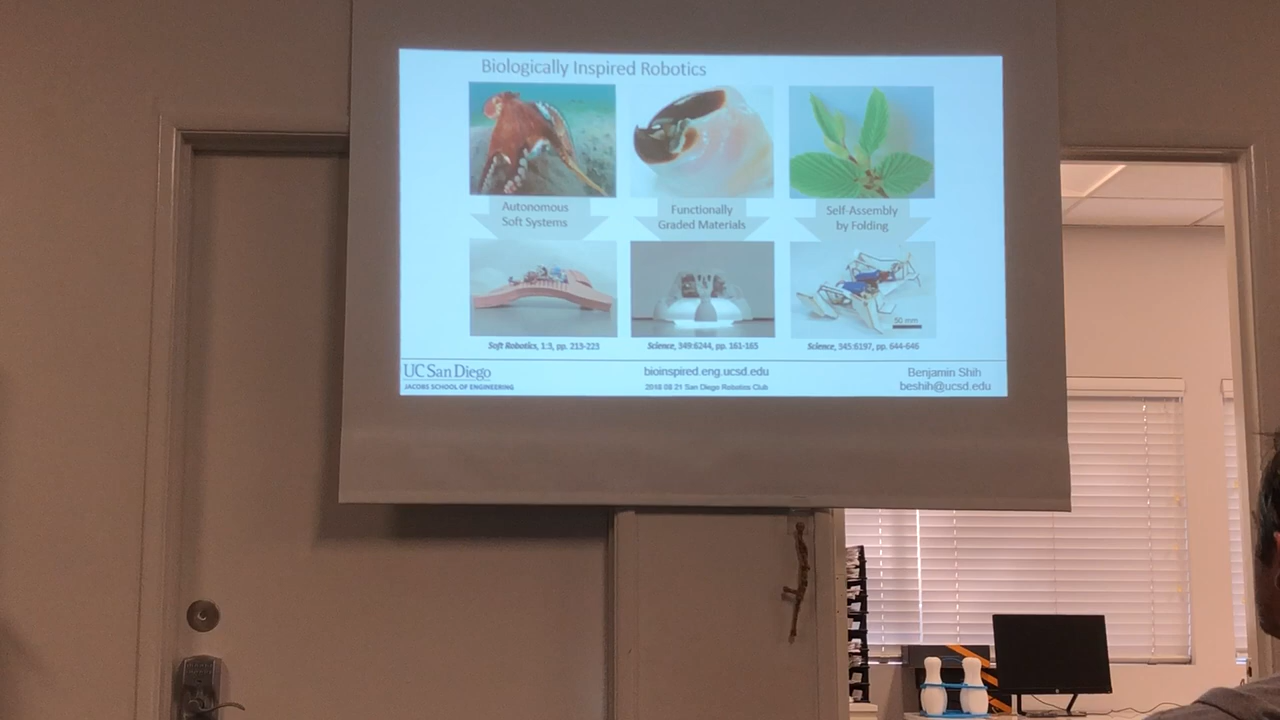 Biologically Inspired Robotics
Autonomous
Soft Systems
Functionally
Graded Materials
Self-Assembly
by Folding
50 mm
Soft Robotics, 1:3, pp. 213-223
Science, 349:6244, pp. 161-165
Science, 345:6197, pp. 644-646
UC San Diego
JACOBS SCHOOL OF ENGINEERING
bioinspired.eng.ucsd.edu
2018 08 21 San Diego Robotics Club
Benjamin Shih
beshih@ucsd.edu